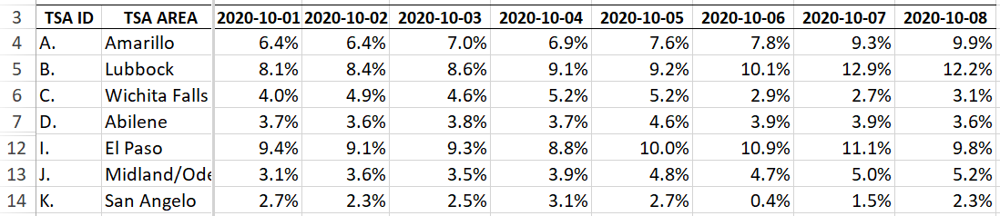 3 TSA ID TSA AREA 2020-10-01 2020-10-02 2020-10-03 2020-10-04 2020-10-05 2020-10-06 2020-10-07 2020-10-08
4 A. Amarillo 6.4% 6.4% 7.0% 6.9% 7.6% 7.8% 9.3% 9.9%
5 B. Lubbock 8.1% 8.4% 8.6% 9.1% 9.2% 10.1% 12.9% 12.2%
6 C. Wichita Falls 4.0% 4.9% 4.6% 5.2% 5.2% 2.9% 2.7% 3.1%
7 D. Abilene 3.7% 3.6% 3.8% 3.7% 4.6% 3.9% 3.9% 3.6%
12 I. El Paso 9.4% 9.1% 9.3% 8.8% 10.0% 10.9% 11.1% 9.8%
13 J. Midland/Ode 3.1% 3.6% 3.5% 3.9% 4.8% 4.7% 5.0% 5.2%
14 K. San Angelo 2.7% 2.3% 2.5% 3.1% 2.7% 0.4% 1.5% 2.3%